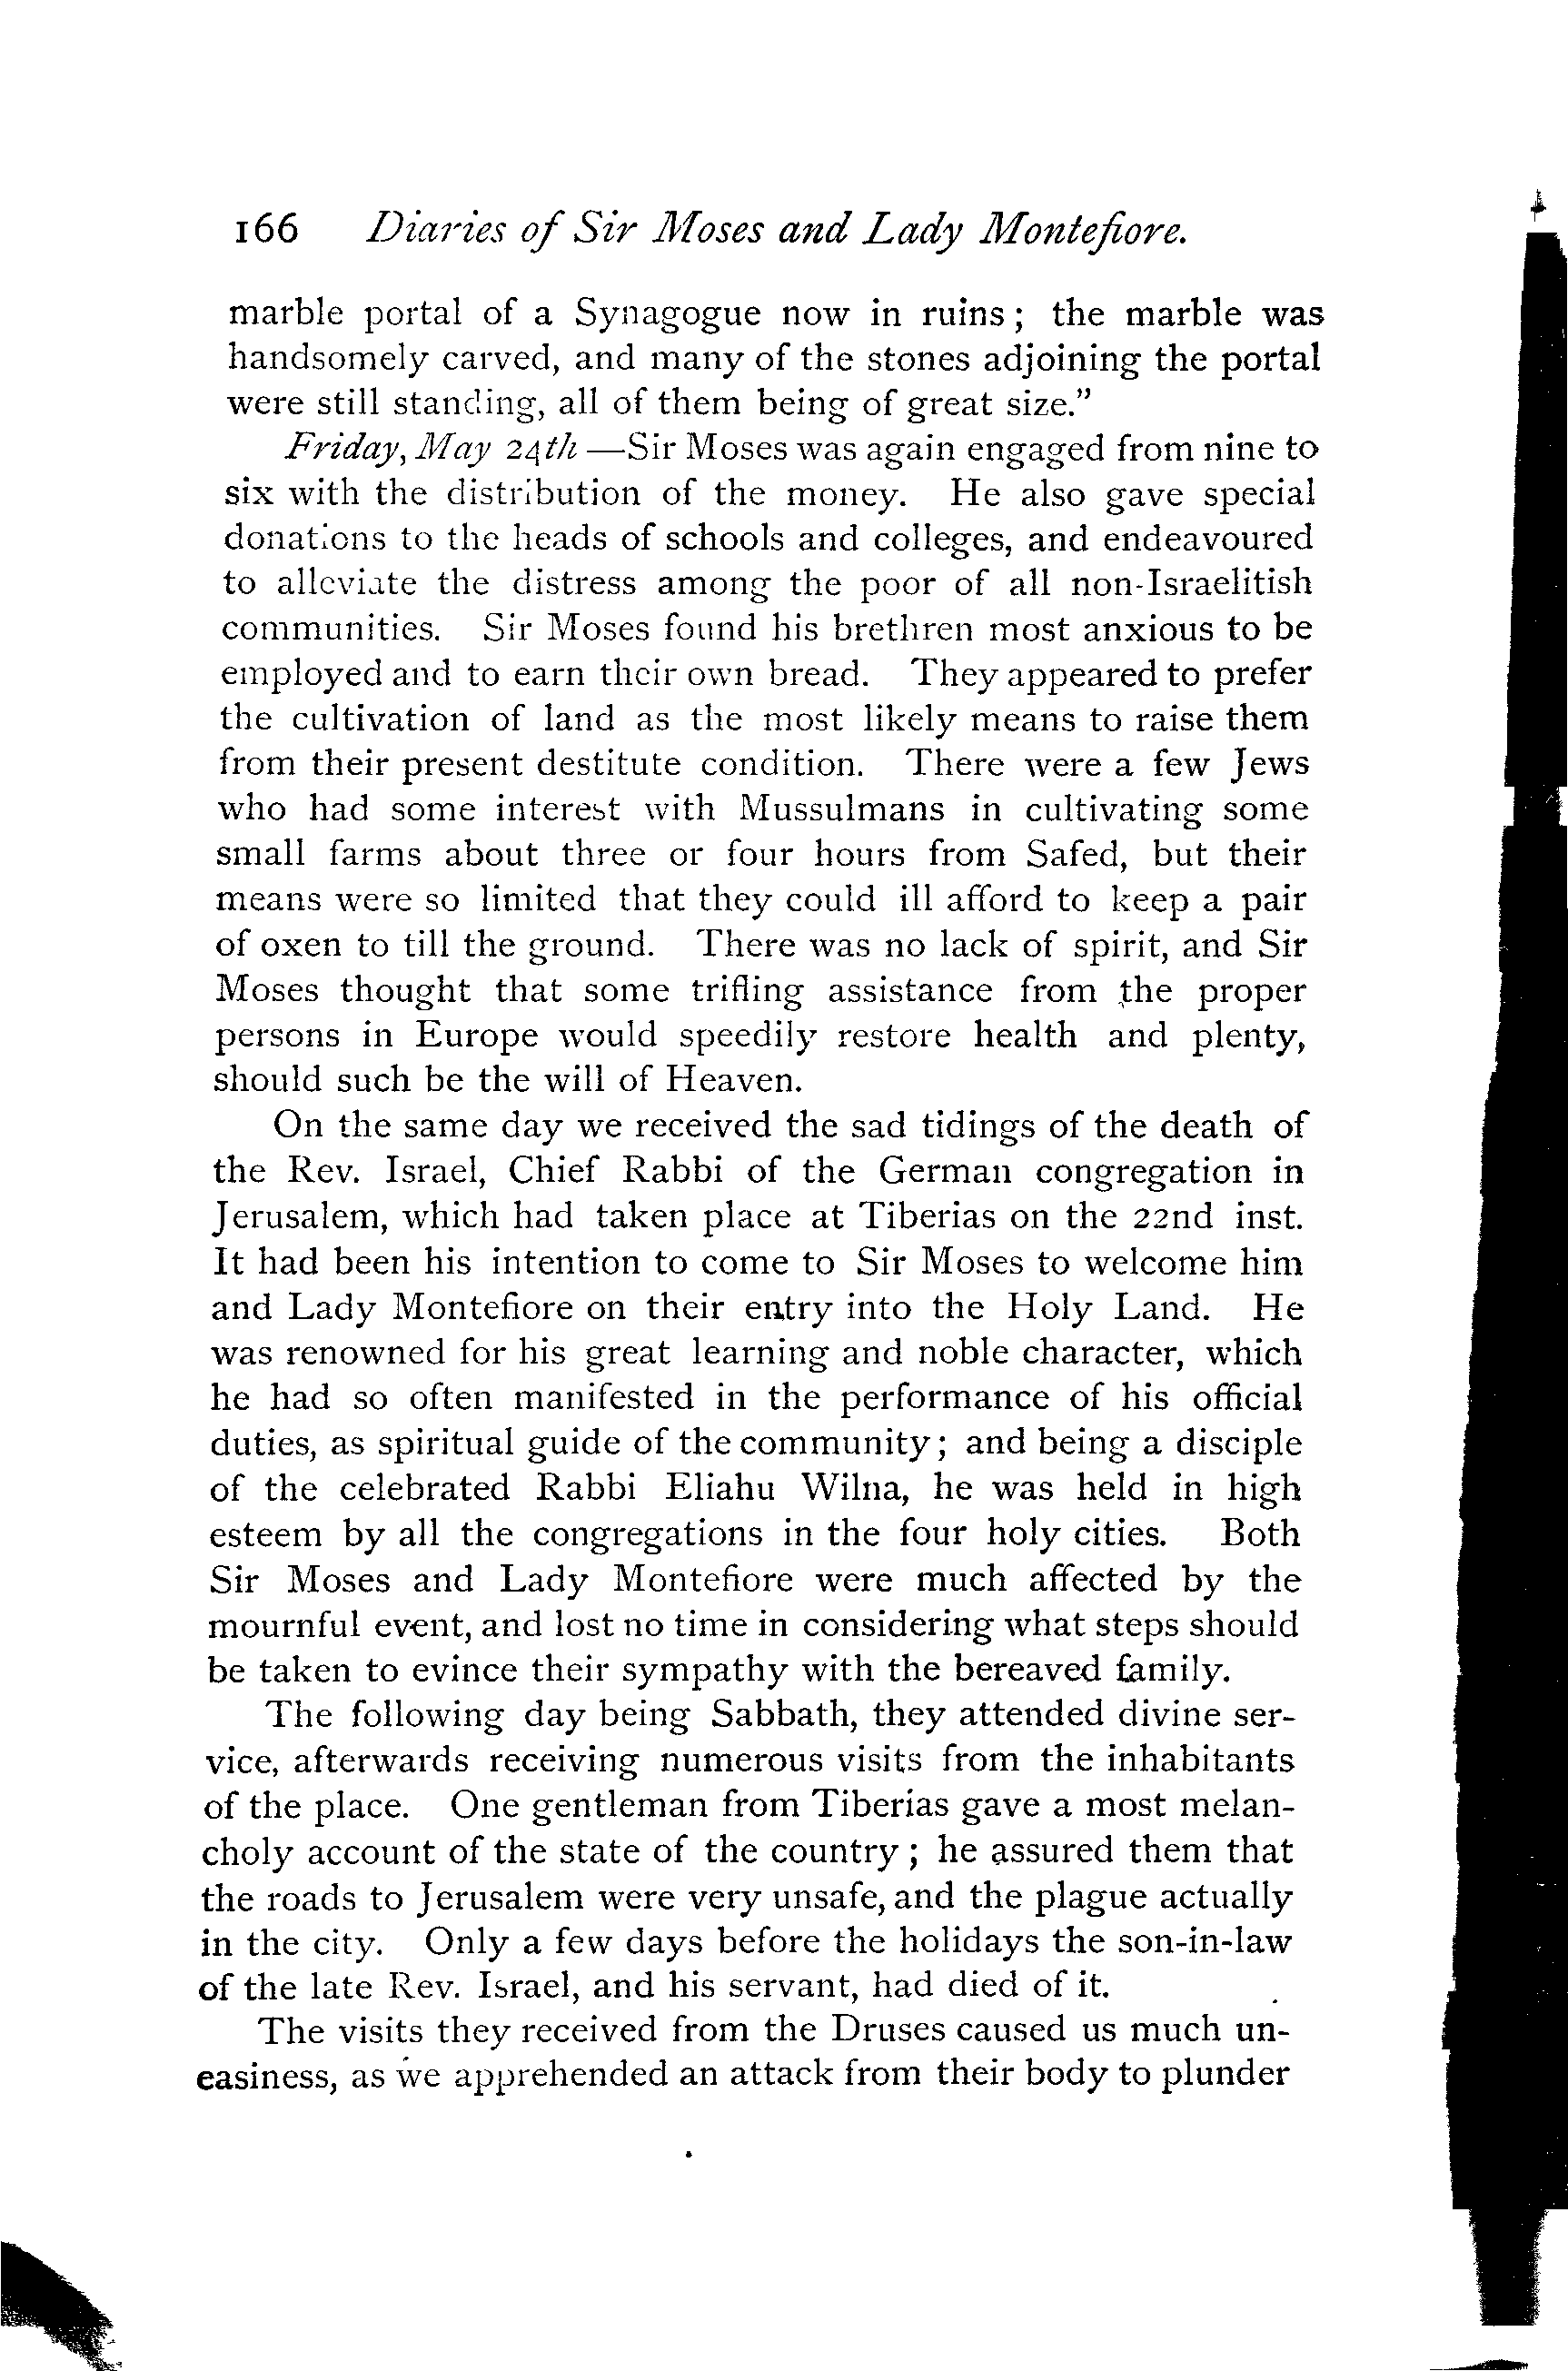 166 Diaries of Sir Moses and Lady Montefiore.
marble portal of a Synagogue now in ruins; the marble was
handsomely carved, and many of the stones adjoining the portal
were still standing, all of them being of great size."
Friday, May 24th —Sir Moses was again engaged from nine to
six with the distribution of the money. He also gave special
donations to the heads of schools and colleges, and endeavoured
to alleviate the distress among the poor of all non-Israelitish
communities. Sir Moses found his brethren most anxious to be
employed and to earn their own bread. They appeared to prefer
the cultivation of land as the most likely means to raise them
from their present destitute condition. There were a few Jews
who had some interest with Mussulmans in cultivating some
small farms about three or four hours from Safed, but their
means were so limited that they could ill afford to keep a pair
of oxen to till the ground. There was no lack of spirit, and Sir
Moses thought that some trifling assistance from the proper
persons in Europe would speedily restore health and plenty,
should such be the will of Heaven.
On the same day we received the sad tidings of the death of
the Rev. Israel, Chief Rabbi of the German congregation in
Jerusalem, which had taken place at Tiberias on the 22nd inst.
It had been his intention to come to Sir Moses to welcome him
and Lady Montefiore on their entry into the Holy Land. He
was renowned for his great learning and noble character, which
he had so often manifested in the performance of his official
duties, as spiritual guide of the community; and being a disciple
of the celebrated Rabbi Eliahu Wilna, he was held in high
esteem by all the congregations in the four holy cities. Both
Sir Moses and Lady Montefiore were much affected by the
mournful event, and lost no time in considering what steps should
be taken to evince their sympathy with the bereaved family.
The following day being Sabbath, they attended divine ser-
vice, afterwards receiving numerous visits from the inhabitants
of the place. One gentleman from Tiberias gave a most melan-
choly account of the state of the country; he assured them that
the roads to Jerusalem were very unsafe, and the plague actually
in the city. Only a few days before the holidays the son-in-law
of the late Rev. Israel, and his servant, had died of it.
The visits they received from the Druses caused us much un-
easiness, as we apprehended an attack from their body to plunder